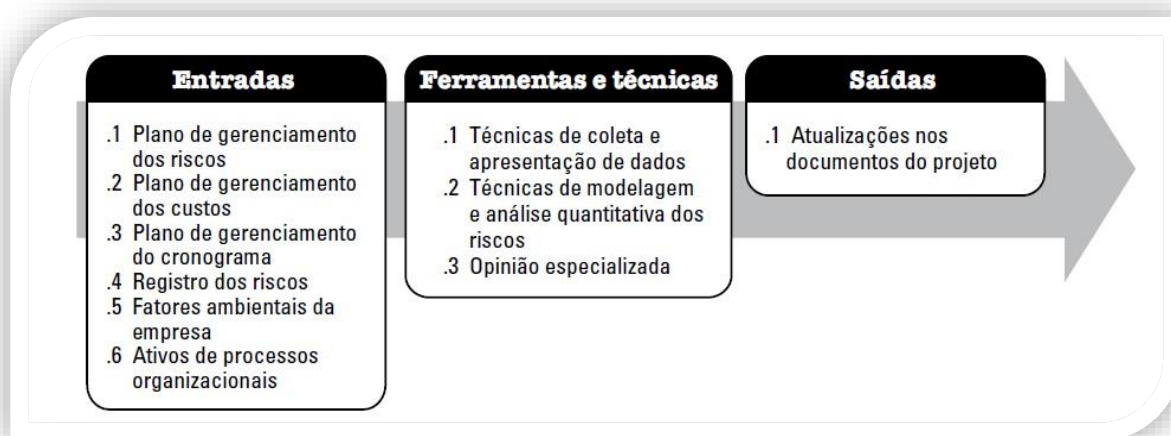 Entradas
.1 Plano de gerenciamento
dos riscos
.2 Plano de gerenciamento
dos custos
.3 Plano de gerenciamento
do cronograma
.4 Registro dos riscos
.5 Fatores ambientais da
empresa
.6 Ativos de processos
organizacionais
Ferramentas e técnicas
.1 Técnicas de coleta e
apresentação de dados
.2 Técnicas de modelagem
e análise quantitativa dos
riscos
.3 Opinião especializada
Saídas
.1 Atualizações nos
documentos do projeto